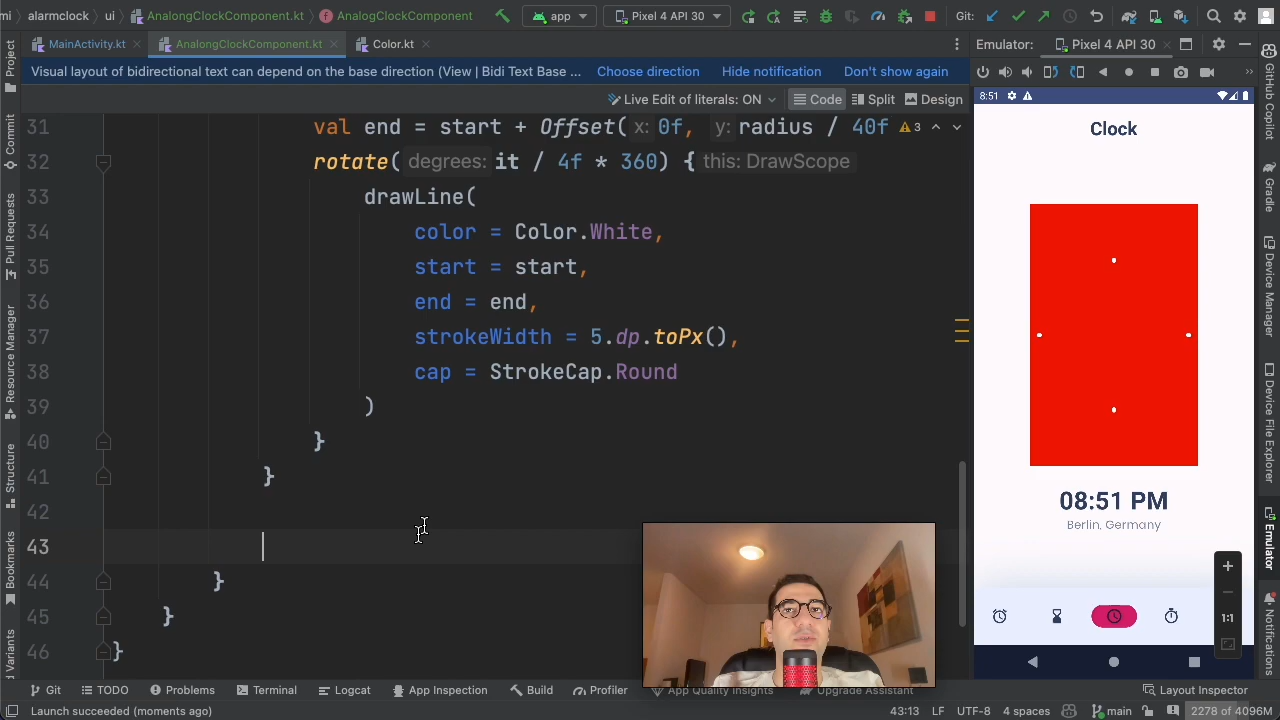 mi alarmclock ui AnalongClockComponent.kt AnalogClockComponent app Pixel 4 API 30 Git:
MainActivity.kt AnalongClockComponent.kt Color.kt Emulator: Pixel 4 API 30
Visual layout of bidirectional text can depend on the base direction (View | Bidi Text Base ... Choose direction Hide notification Don't show again
Live Edit of literals: ON Code Split Design
31 val end = start + Offset( x: 0f, y: radius / 40f 3
32 rotate( degrees: it / 4f * 360) { this: DrawScope
33 drawLine(
34 color = Color.White,
35 start = start,
36 end = end,
37 strokeWidth = 5.dp.toPx(),
38 cap = StrokeCap.Round
39 )
40 }
41 }
42
43
44 }
45 }
46 }
Project
Commit
Pull Requests
Resource Manager
Structure
Bookmarks
Variants
8:51
Clock
08:51 PM
Berlin, Germany
1:1
GitHub Copilot
Gradle
Device Manager
Device File Explorer
Emulator
Notifications
Git TODO Problems Terminal Logcat App Inspection Build Profiler App Quality Insights Upgrade Assistant Layout Inspector
Launch succeeded (moments ago) 43:13 LF UTF-8 4 spaces main 2278 of 4096M